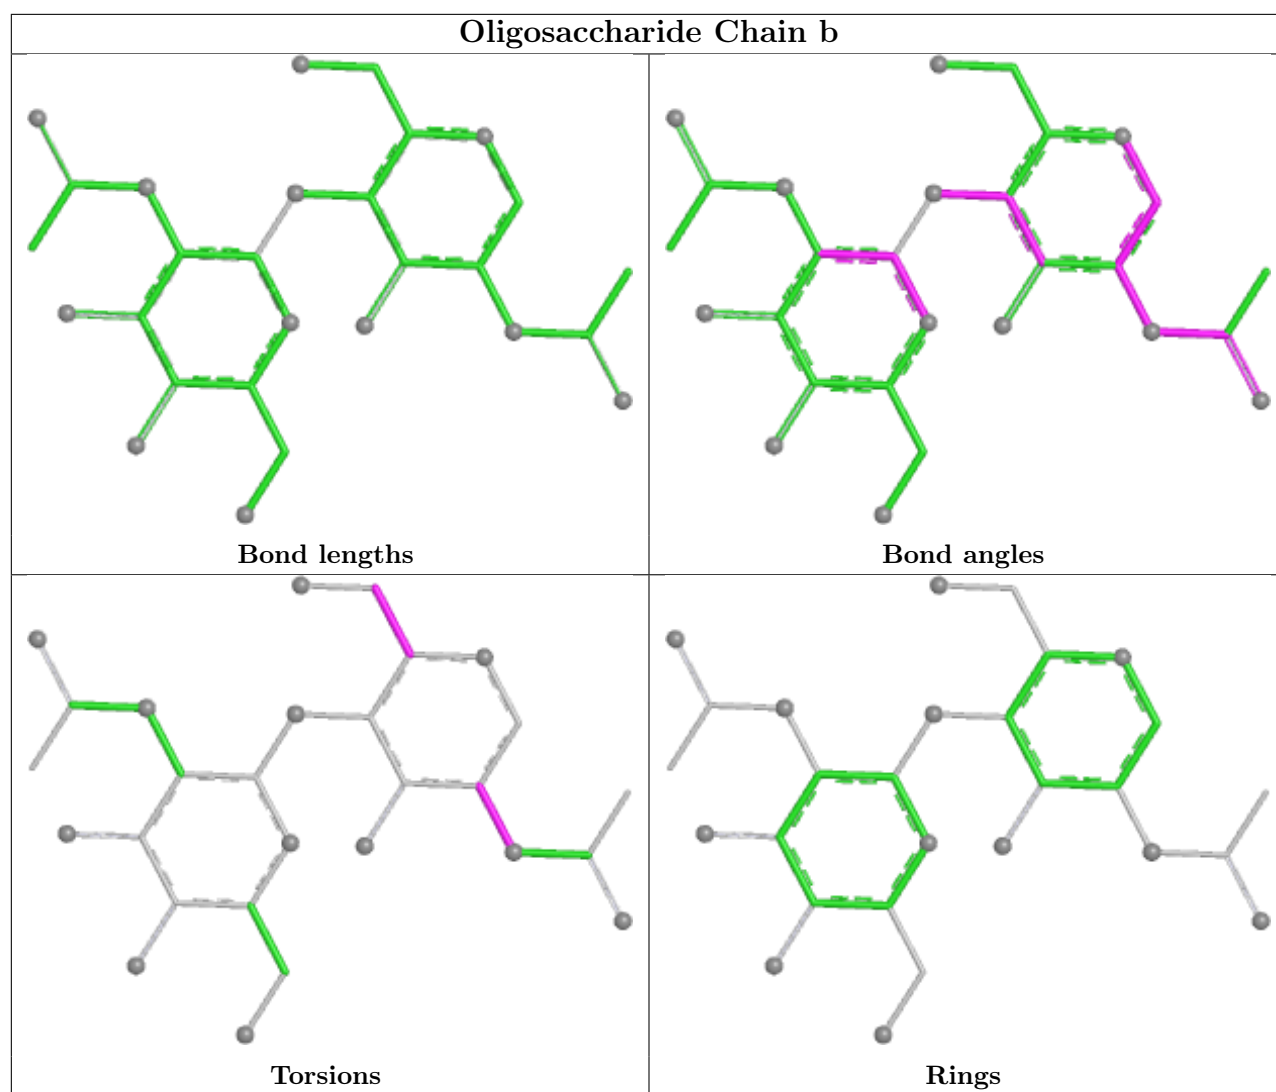 Oligosaccharide Chain b
Bond lengths
Bond angles
Torsions
Rings